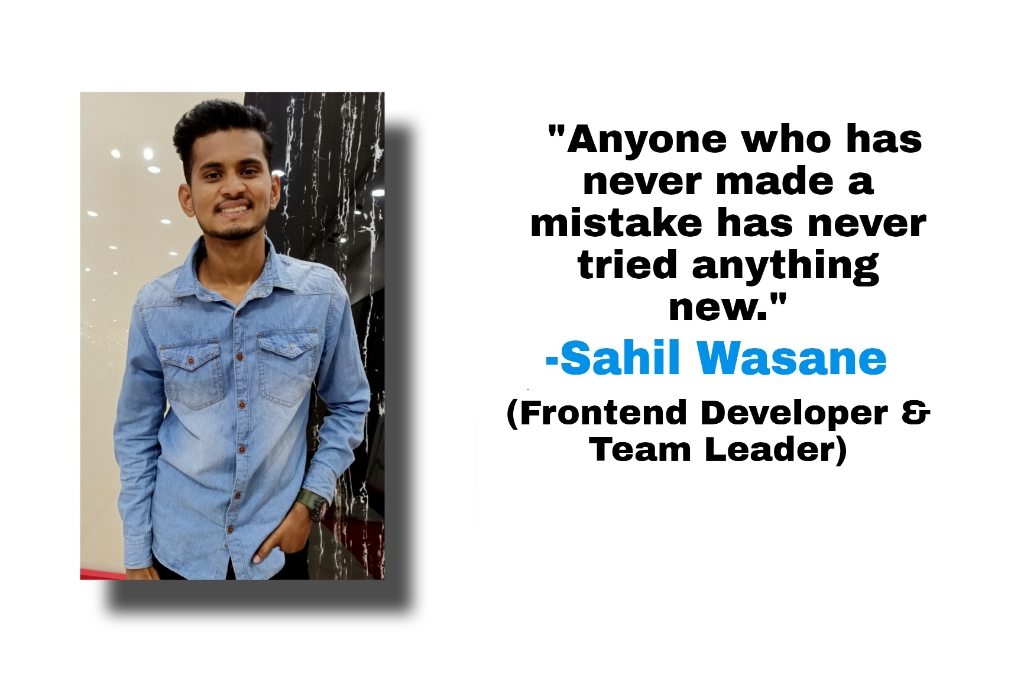 "Anyone who has
never made a
mistake has never
tried anything
new."
-Sahil Wasane
(Frontend Developer &
Team Leader)